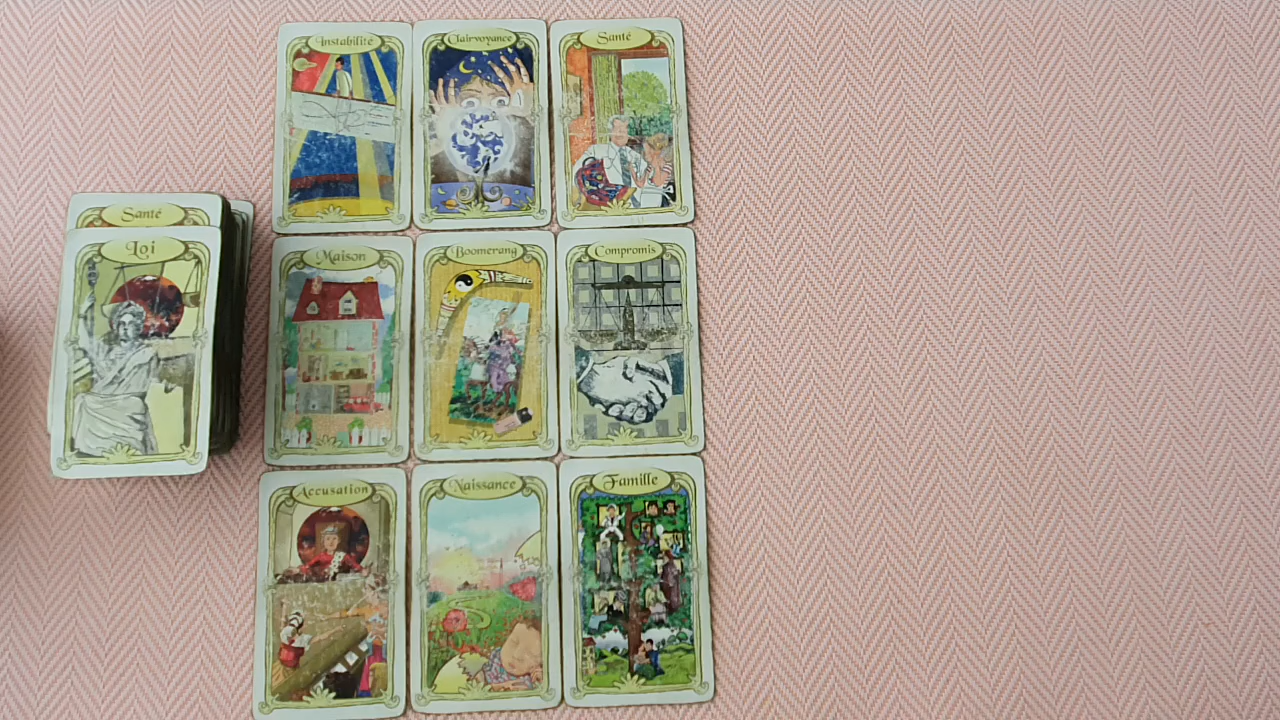 Instabilité
Clairvoyance
Santé
Santé
Loi
Maison
Boomerang
Compromis
Accusation
Naissance
Famille